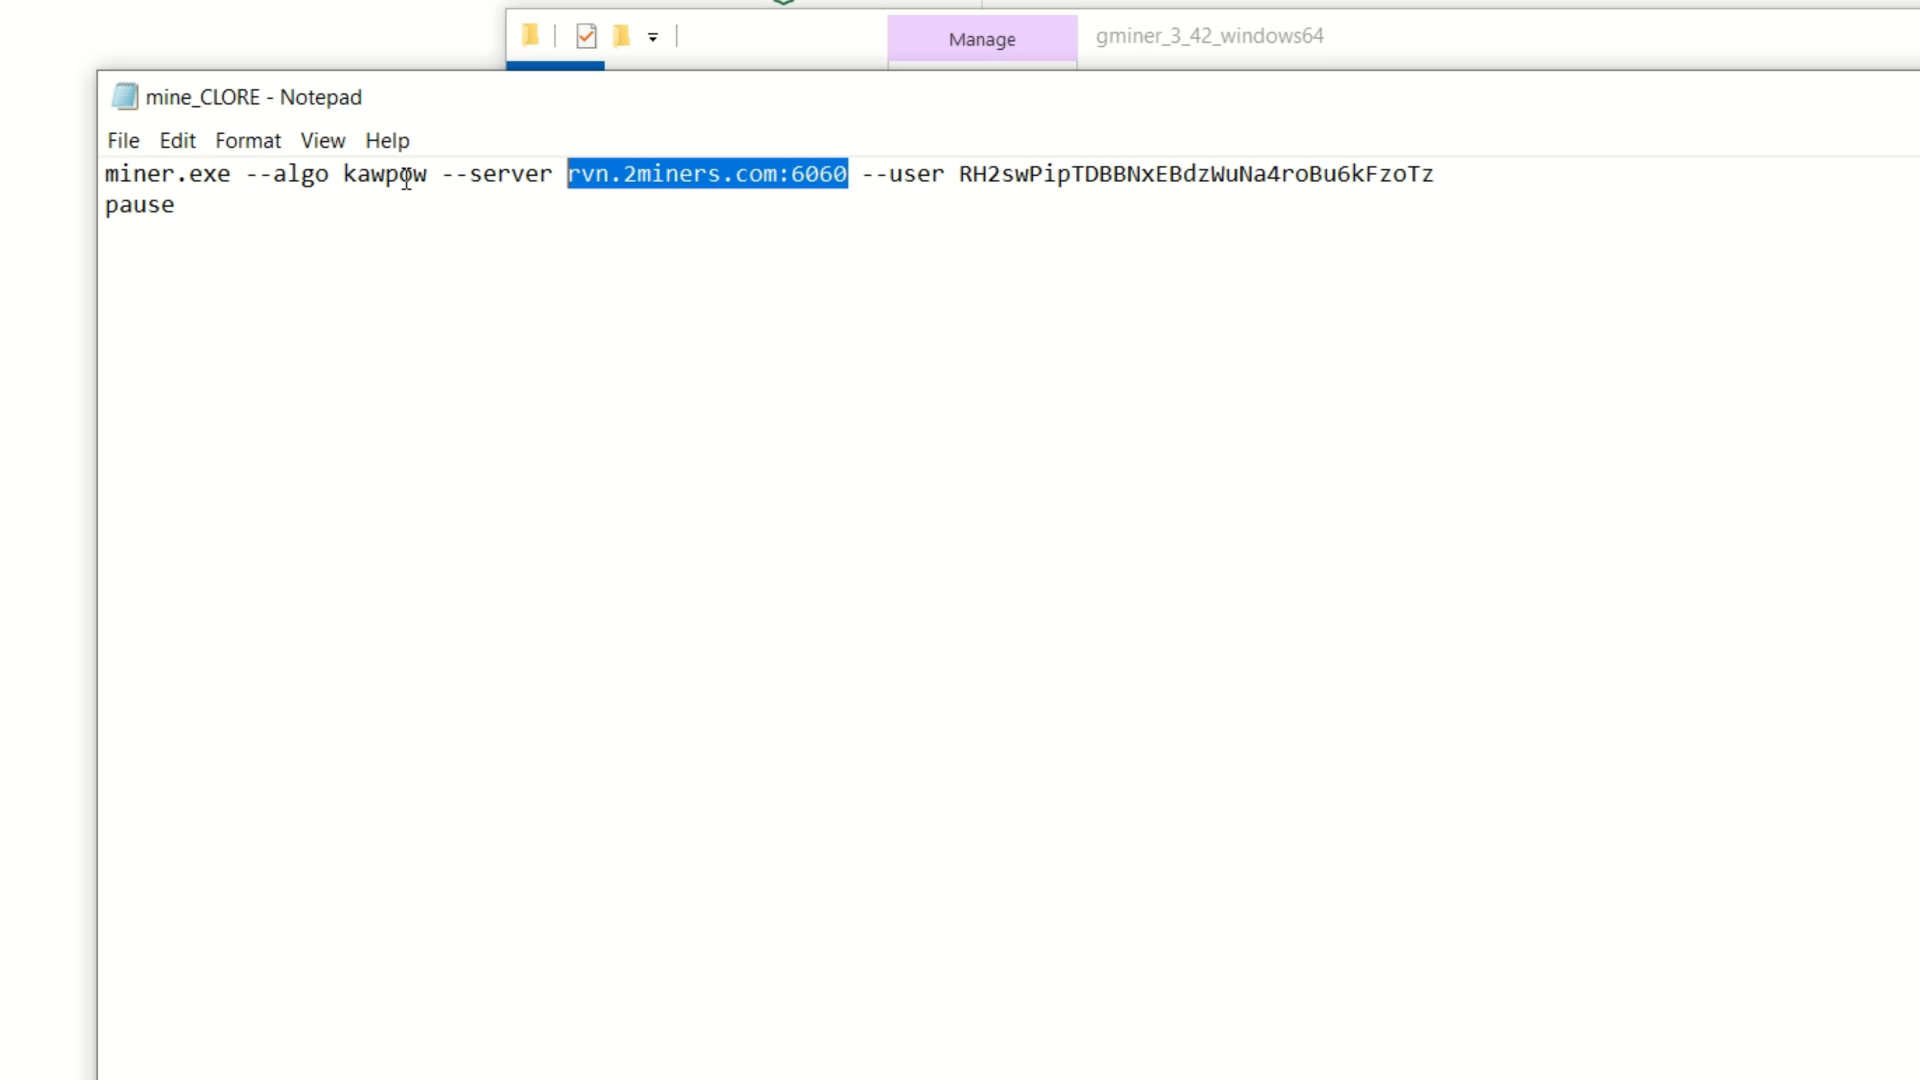 Manage
gminer_3_42_windows64
mine_CLORE - Notepad
File Edit Format View Help
miner.exe --algo kawpow --server rvn.2miners.com:6060 --user RH2swPipTDBBNxEBdzWuNa4roBu6kFzoTz
pause